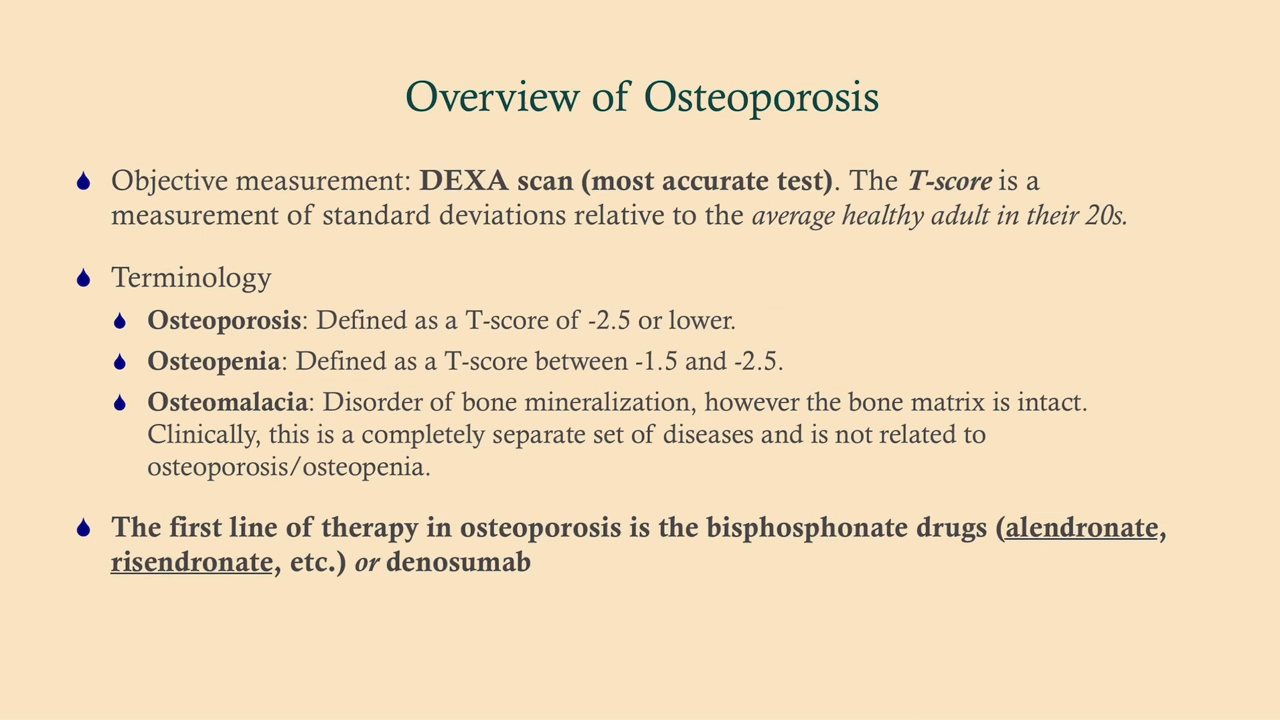 Overview of Osteoporosis
Objective measurement: DEXA scan (most accurate test). The T-score is a
measurement of standard deviations relative to the average healthy adult in their 20s.
Terminology
Osteoporosis: Defined as a T-score of -2.5 or lower.
Osteopenia: Defined as a T-score between -1.5 and -2.5.
Osteomalacia: Disorder of bone mineralization, however the bone matrix is intact.
Clinically, this is a completely separate set of diseases and is not related to
osteoporosis/osteopenia.
The first line of therapy in osteoporosis is the bisphosphonate drugs (alendronate,
risendronate, etc.) or denosumab